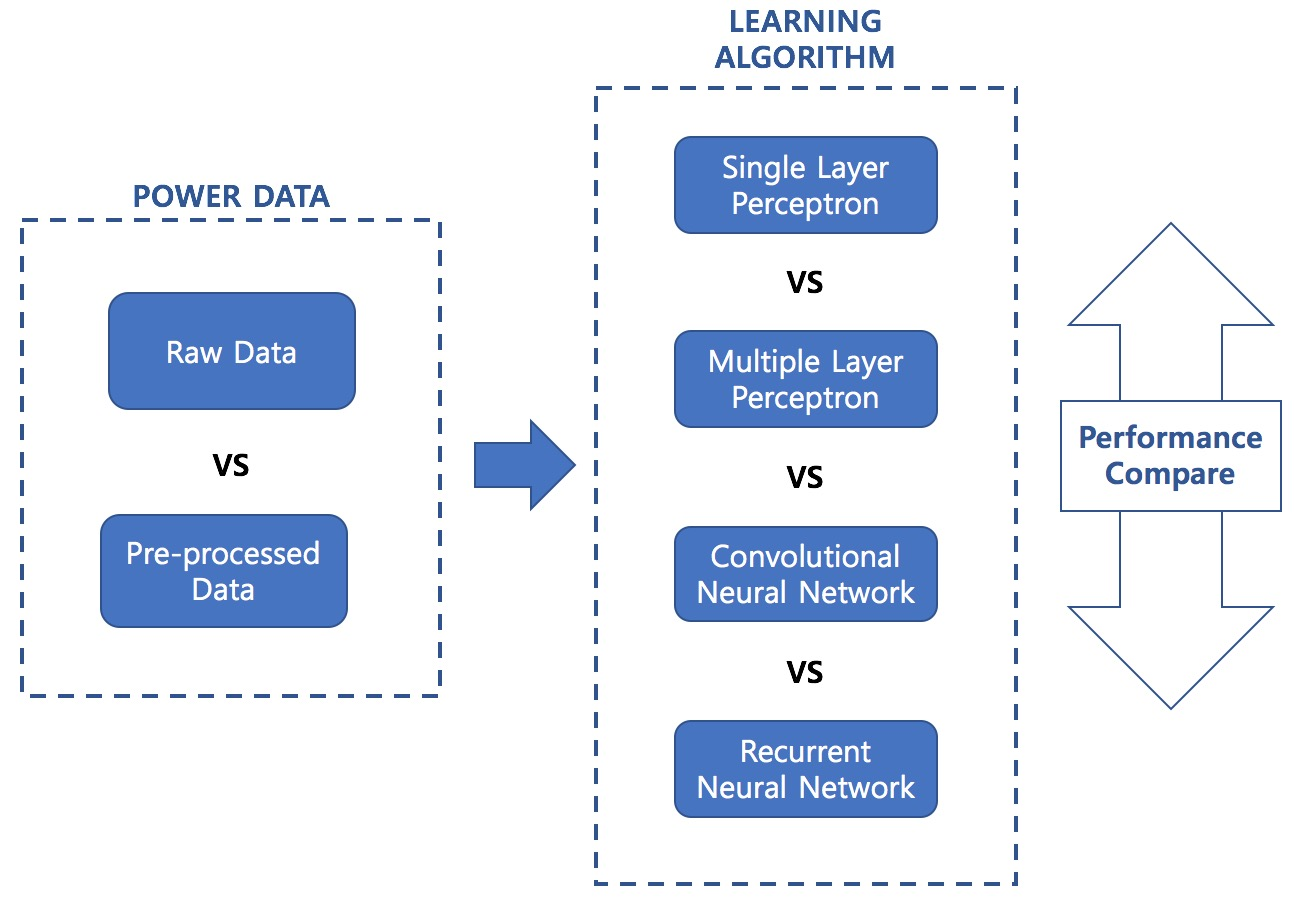 POWER DATA
Raw Data
VS
Pre-processed
Data
LEARNING
ALGORITHM
Single Layer
Perceptron
VS
Multiple Layer
Perceptron
VS
Convolutional
Neural Network
VS
Recurrent
Neural Network
Performance
Compare